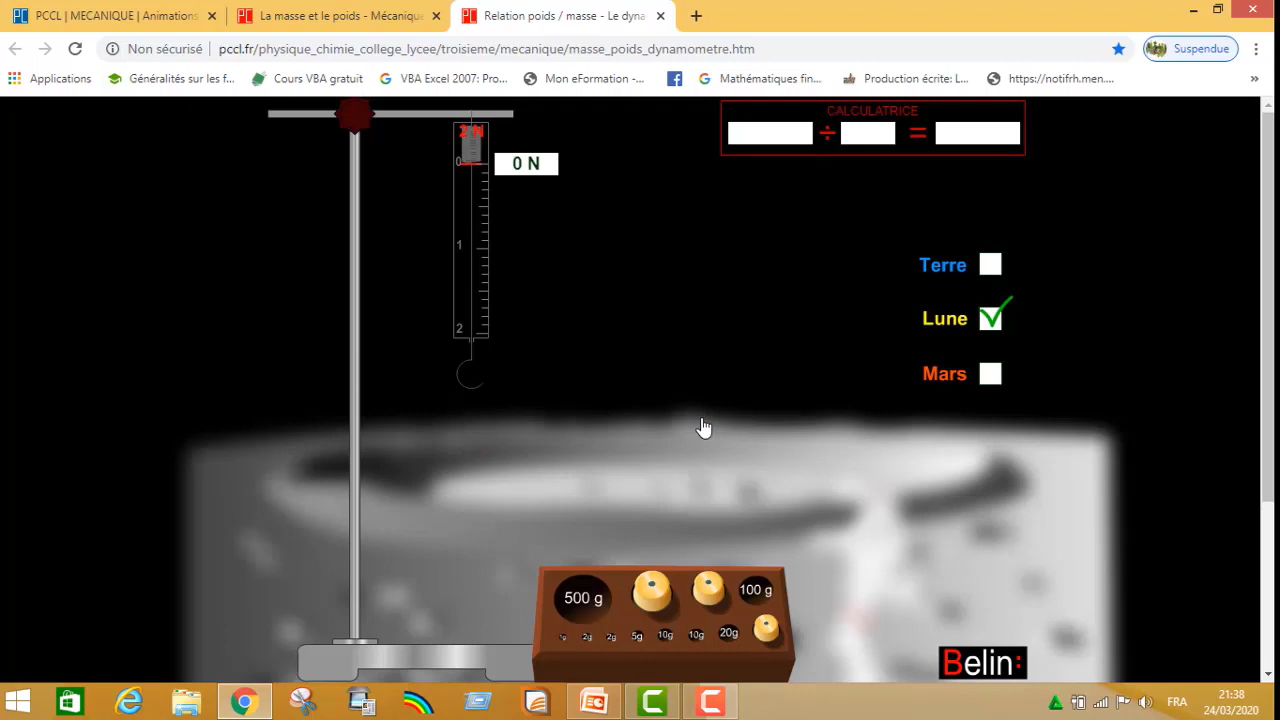 PCCL | MECANIQUE | Animations
La masse et le poids - Mécanique
Relation poids / masse - Le dyna
Non sécurisé
pccl.fr/physique_chimie_college_lycee/troisieme/mecanique/masse_poids_dynamometre.htm
Suspendue
Applications
Généralités sur les f...
Cours VBA gratuit
VBA Excel 2007: Pro...
Mon eFormation - ...
Mathématiques fin...
Production écrite: L...
https://notifrh.men....
»
CALCULATRICE
÷ =
2 N
0
0 N
1
2
Terre
Lune
Mars
500 g
100 g
2g 2g 5g 10g 10g 20g
Belin:
FRA
21:38
24/03/2020